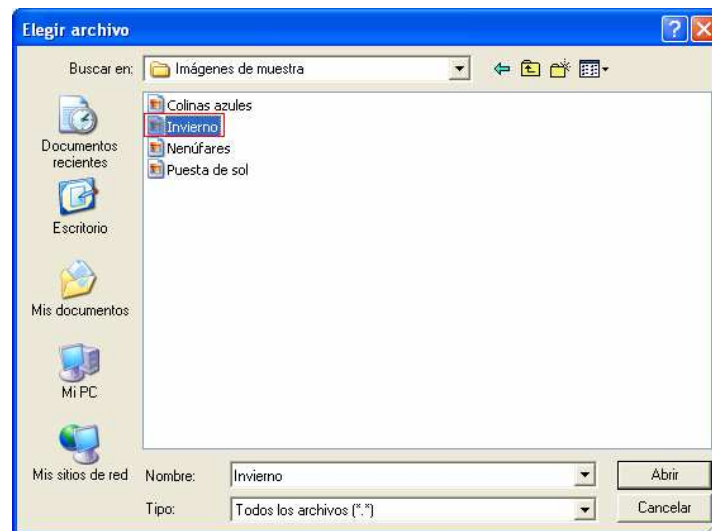 Elegir archivo
Buscar en: Imágenes de muestra
Colinas azules
Invierno
Nenúfares
Puesta de sol
Documentos
recientes
Escritorio
Mis documentos
Mi PC
Mis sitios de red
Nombre: Invierno Abrir
Tipo: Todos los archivos (*.*) Cancelar